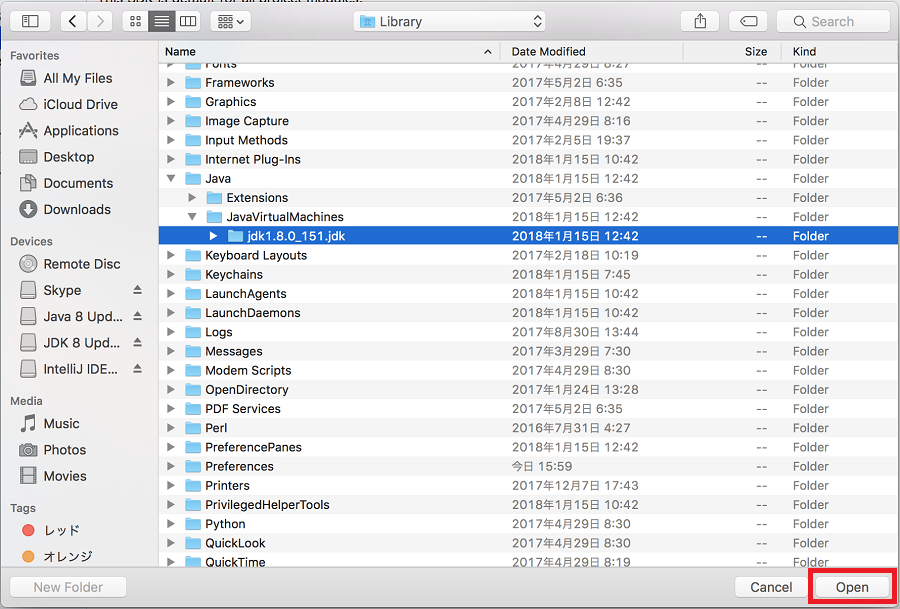 This JDK is default for all project modules.
Library
Search
Favorites
All My Files
iCloud Drive
Applications
Desktop
Documents
Downloads
Devices
Remote Disc
Skype
Java 8 Upd...
JDK 8 Upd...
IntelliJ IDE...
Media
Music
Photos
Movies
Tags
レッド
オレンジ
Name Date Modified Size Kind
Fonts 2017年4月29日 8:27 -- Folder
Frameworks 2017年5月2日 6:35 -- Folder
Graphics 2017年2月8日 12:42 -- Folder
Image Capture 2017年4月29日 8:16 -- Folder
Input Methods 2017年2月5日 19:37 -- Folder
Internet Plug-Ins 2018年1月15日 10:42 -- Folder
Java 2018年1月15日 12:42 -- Folder
Extensions 2017年5月2日 6:36 -- Folder
JavaVirtualMachines 2018年1月15日 12:42 -- Folder
jdk1.8.0_151.jdk 2018年1月15日 12:42 -- Folder
Keyboard Layouts 2017年2月18日 10:19 -- Folder
Keychains 2018年1月15日 7:45 -- Folder
LaunchAgents 2018年1月15日 10:42 -- Folder
LaunchDaemons 2018年1月15日 10:42 -- Folder
Logs 2017年8月30日 13:44 -- Folder
Messages 2017年3月29日 7:30 -- Folder
Modem Scripts 2017年4月29日 8:30 -- Folder
OpenDirectory 2017年1月24日 13:28 -- Folder
PDF Services 2017年5月2日 6:35 -- Folder
Perl 2016年7月31日 4:27 -- Folder
PreferencePanes 2018年1月15日 12:42 -- Folder
Preferences 今日 15:59 -- Folder
Printers 2017年12月7日 17:43 -- Folder
PrivilegedHelperTools 2018年1月15日 10:42 -- Folder
Python 2017年4月29日 8:30 -- Folder
QuickLook 2017年4月29日 8:30 -- Folder
QuickTime 2017年4月29日 8:19 -- Folder
New Folder
Cancel
Open